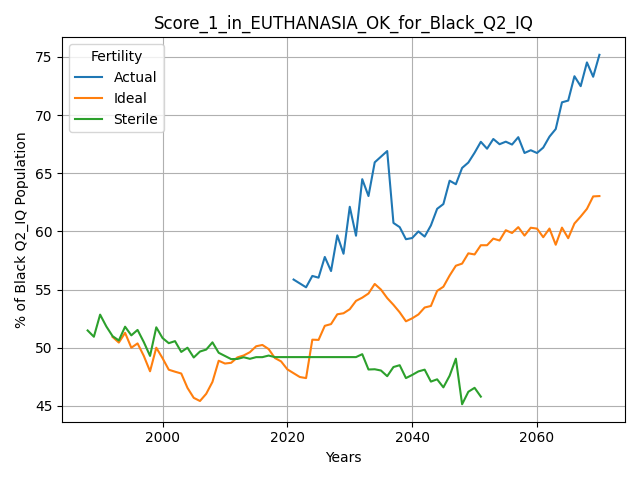 Score_1_in_EUTHANASIA_OK_for_Black_Q2_IQ
Fertility
Actual
Ideal
Sterile
% of Black Q2_IQ Population
75
70
65
60
55
50
45
2000
2020
2040
2060
Years